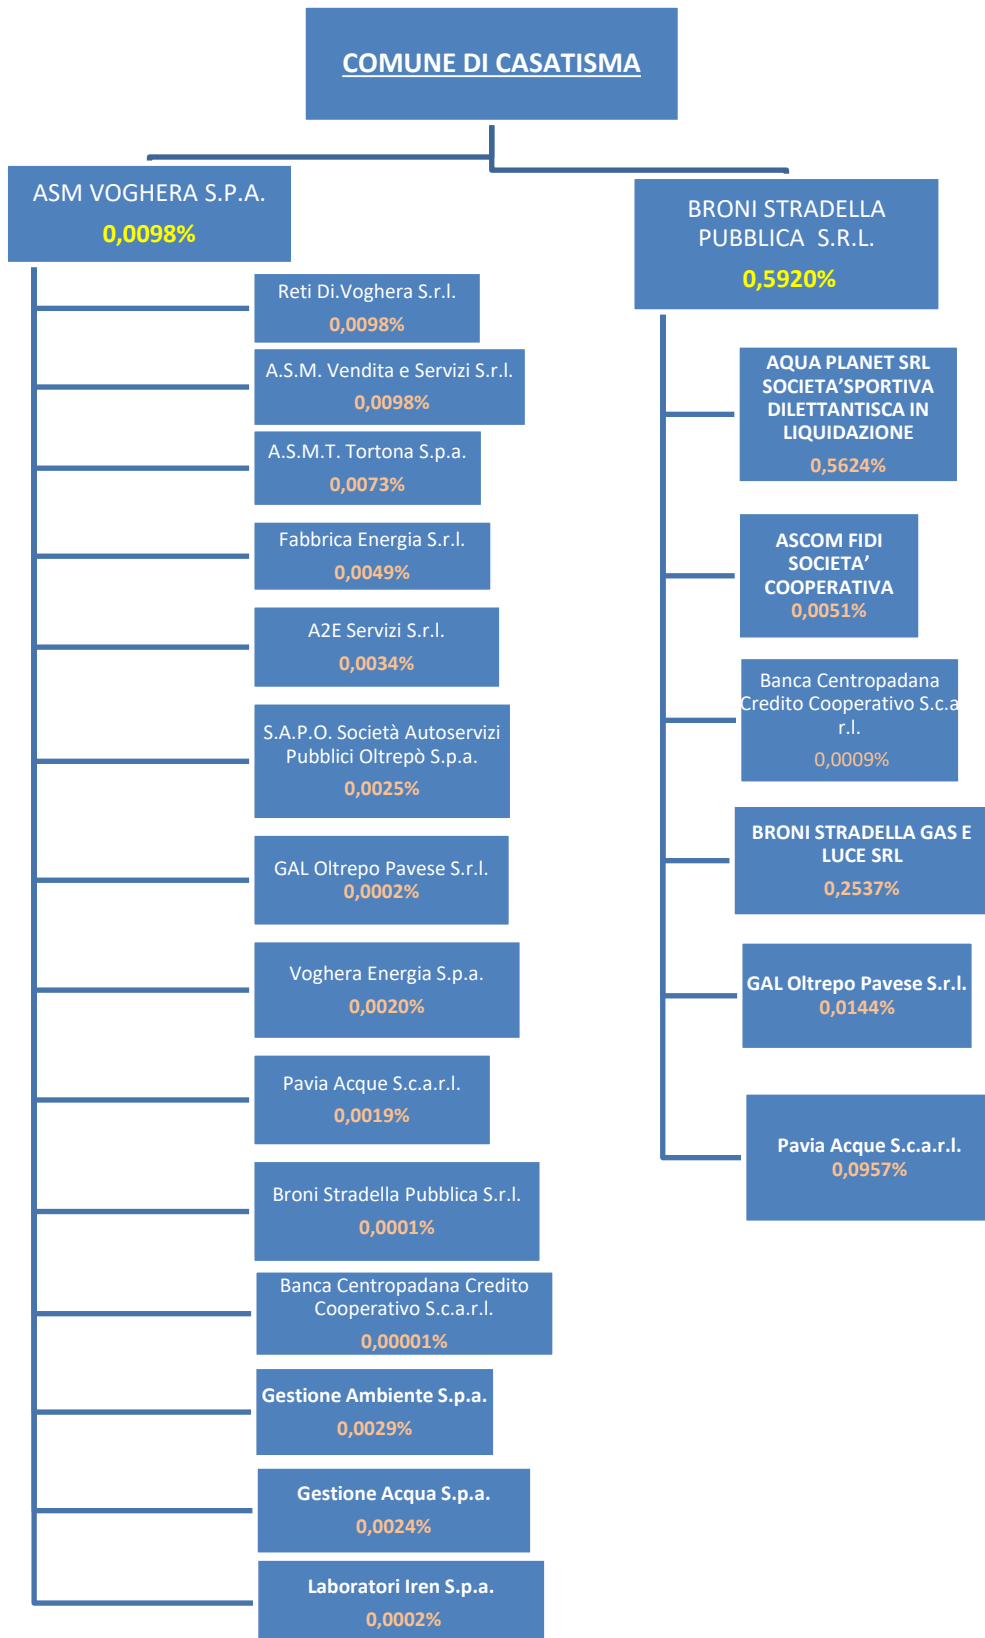 COMUNE DI CASATISMA
ASM VOGHERA S.P.A.
0,0098%
Reti Di.Voghera S.r.l.
0,0098%
A.S.M. Vendita e Servizi S.r.l.
0,0098%
A.S.M.T. Tortona S.p.a.
0,0073%
Fabbrica Energia S.r.l.
0,0049%
A2E Servizi S.r.l.
0,0034%
S.A.P.O. Società Autoservizi
Pubblici Oltrepò S.p.a.
0,0025%
GAL Oltrepo Pavese S.r.l.
0,0002%
Voghera Energia S.p.a.
0,0020%
Pavia Acque S.c.a.r.l.
0,0019%
Broni Stradella Pubblica S.r.l.
0,0001%
Banca Centropadana Credito
Cooperativo S.c.a.r.l.
0,00001%
Gestione Ambiente S.p.a.
0,0029%
Gestione Acqua S.p.a.
0,0024%
Laboratori Iren S.p.a.
0,0002%
BRONI STRADELLA
PUBBLICA S.R.L.
0,5920%
AQUA PLANET SRL
SOCIETA’SPORTIVA
DILETTANTISCA IN
LIQUIDAZIONE
0,5624%
ASCOM FIDI
SOCIETA’
COOPERATIVA
0,0051%
Banca Centropadana
Credito Cooperativo S.c.a
r.l.
0,0009%
BRONI STRADELLA GAS E
LUCE SRL
0,2537%
GAL Oltrepo Pavese S.r.l.
0,0144%
Pavia Acque S.c.a.r.l.
0,0957%